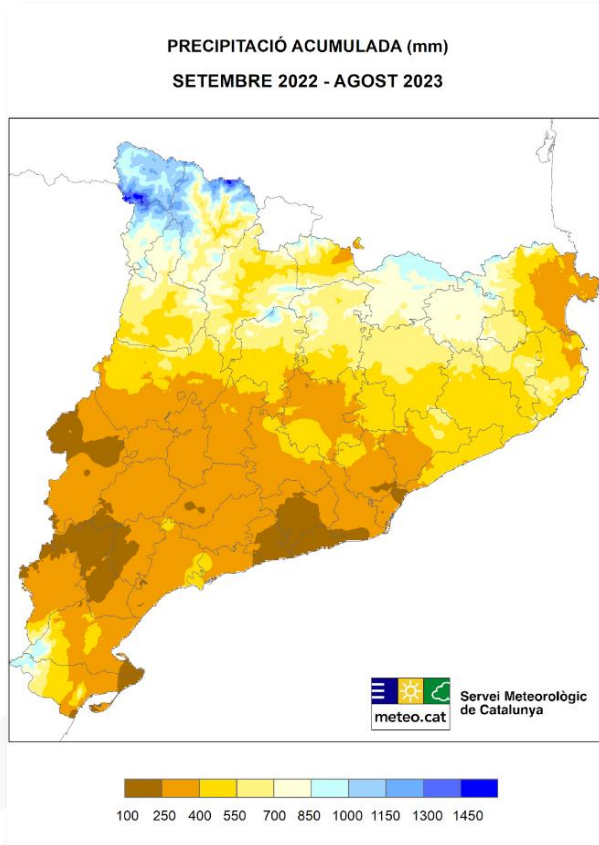 PRECIPITACIÓ ACUMULADA (mm)
SETEMBRE 2022 - AGOST 2023
meteo.cat
Servei Meteorològic
de Catalunya
100 250 400 550 700 850 1000 1150 1300 1450